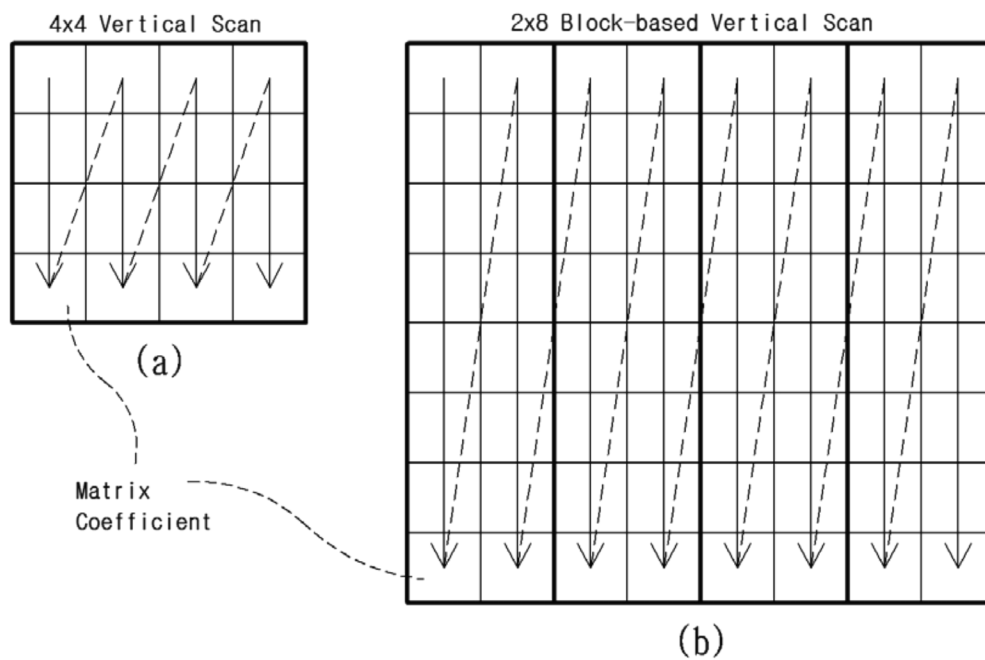 4x4 Vertical Scan
2x8 Block-based Vertical Scan
(a)
Matrix
Coefficient
(b)